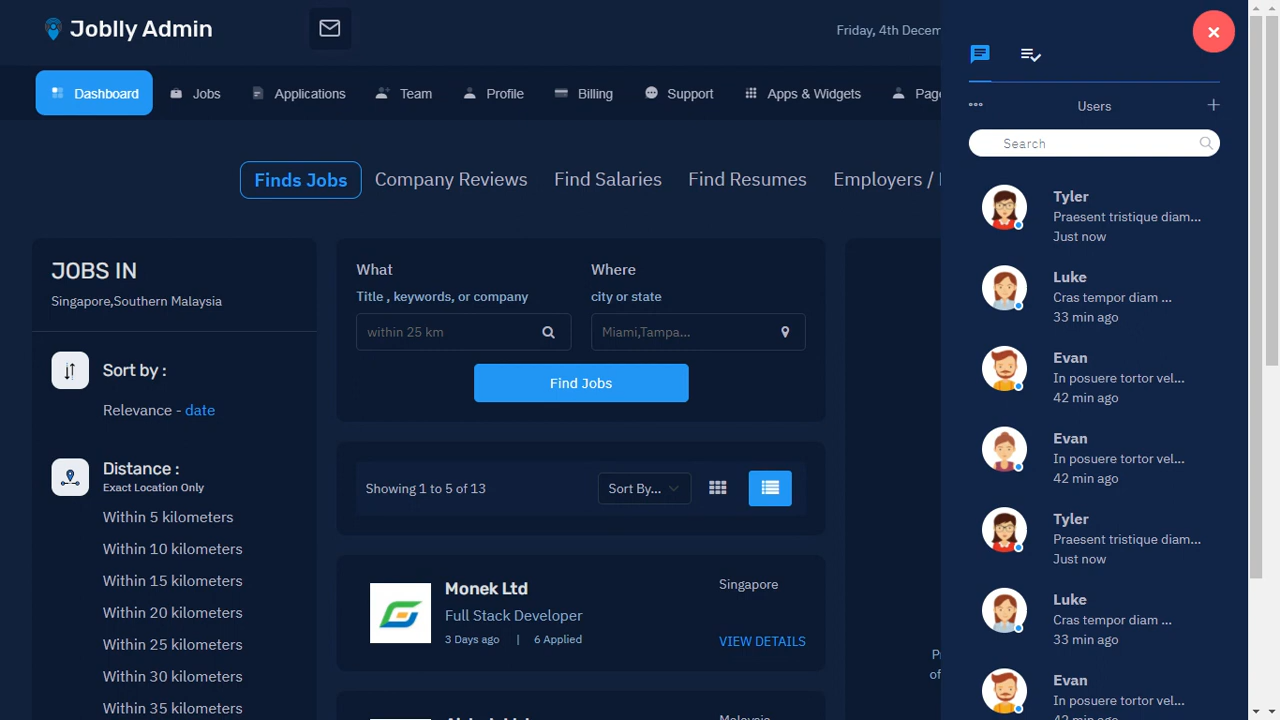 Joblly Admin
Friday, 4th Decem
Dashboard
Jobs
Applications
Team
Profile
Billing
Support
Apps & Widgets
Page
Finds Jobs
Company Reviews
Find Salaries
Find Resumes
Employers /
JOBS IN
Singapore,Southern Malaysia
Sort by :
Relevance - date
Distance :
Exact Location Only
Within 5 kilometers
Within 10 kilometers
Within 15 kilometers
Within 20 kilometers
Within 25 kilometers
Within 30 kilometers
Within 35 kilometers
What
Title , keywords, or company
within 25 km
Where
city or state
Miami,Tampa...
Find Jobs
Showing 1 to 5 of 13
Sort By...
Monek Ltd
Full Stack Developer
3 Days ago | 6 Applied
Singapore
VIEW DETAILS
Malaysia
of
Users
Search
Tyler
Praesent tristique diam...
Just now
Luke
Cras tempor diam ...
33 min ago
Evan
In posuere tortor vel...
42 min ago
Evan
In posuere tortor vel...
42 min ago
Tyler
Praesent tristique diam...
Just now
Luke
Cras tempor diam ...
33 min ago
Evan
In posuere tortor vel...
42 min ago